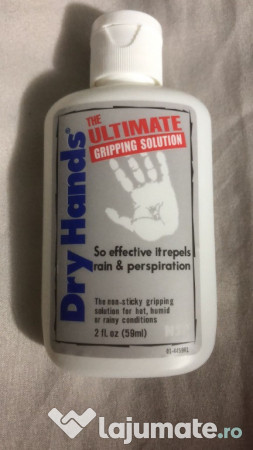 Dry Hands®
THE
ULTIMATE
GRIPPING SOLUTION
So effective it repels
rain & perspiration
The non-sticky gripping
solution for hot, humid
or rainy conditions
2 fl oz (59ml)
lajumate.ro